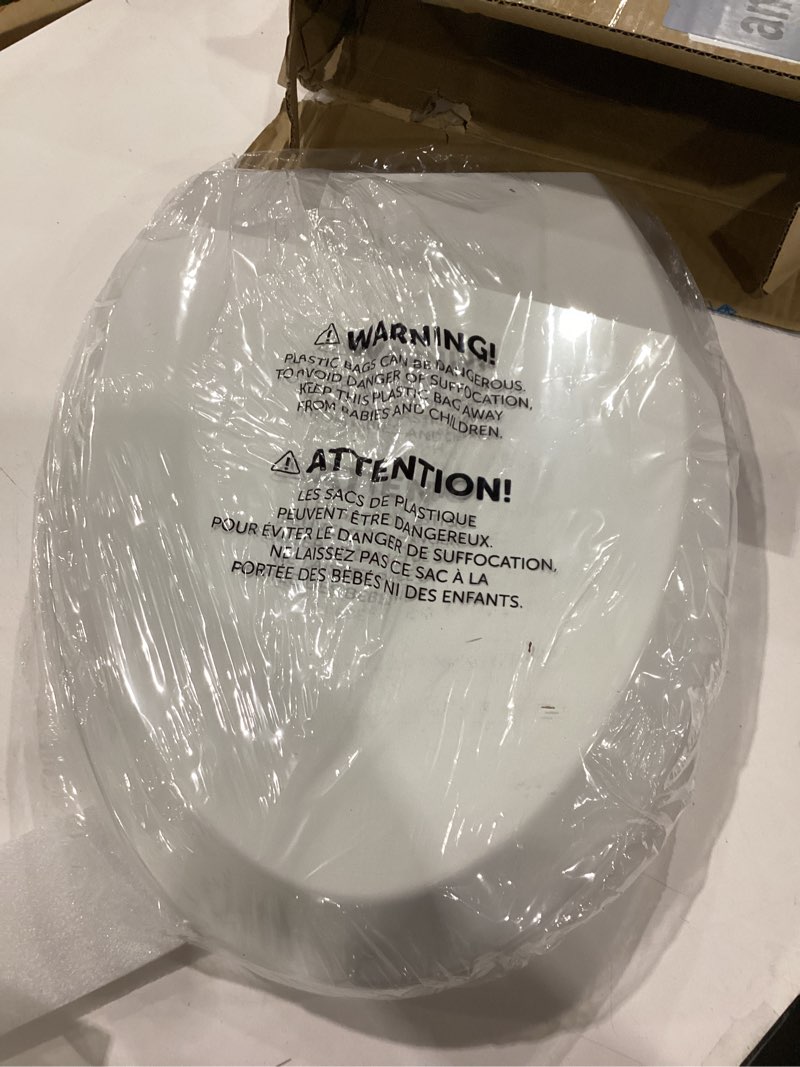 am
WARNING!
PLASTIC BAGS CAN BE DANGEROUS.
TO AVOID DANGER OF SUFFOCATION,
KEEP THIS PLASTIC BAG AWAY
FROM BABIES AND CHILDREN.
ATTENTION!
LES SACS DE PLASTIQUE
PEUVENT ÊTRE DANGEREUX.
POUR ÉVITER LE DANGER DE SUFFOCATION,
NE LAISSEZ PAS CE SAC À LA
PORTÉE DES BÉBÉS NI DES ENFANTS.